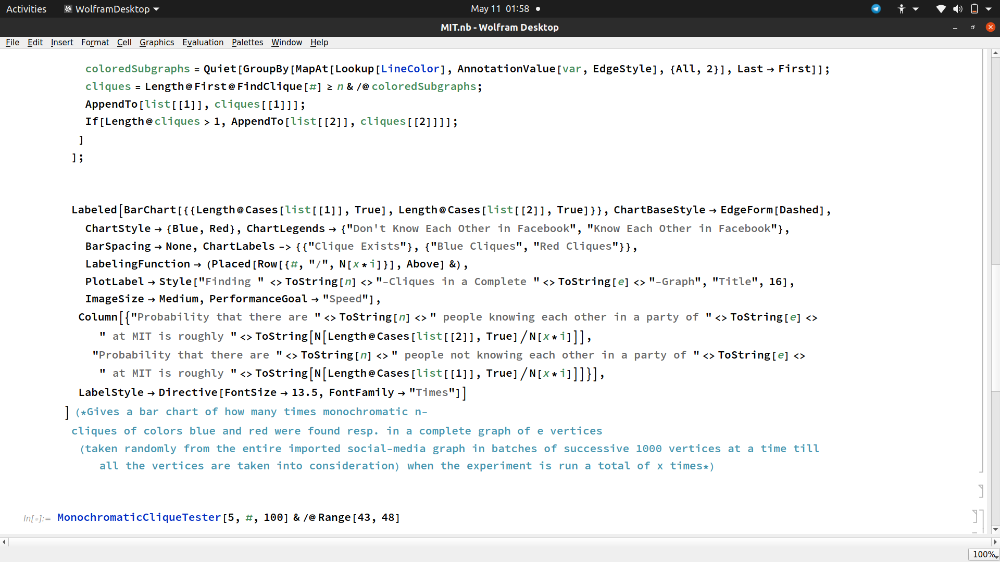 Activities WolframDesktop May 11 01:58
MIT.nb - Wolfram Desktop
File Edit Insert Format Cell Graphics Evaluation Palettes Window Help
coloredSubgraphs = Quiet[GroupBy[MapAt[Lookup[LineColor], AnnotationValue[var, EdgeStyle], {All, 2}], Last → First]];
cliques = Length@First@FindClique[#] ≥ n & /@ coloredSubgraphs;
AppendTo[list[[1]], cliques[[1]]];
If[Length@cliques > 1, AppendTo[list[[2]], cliques[[2]]]];
]
];
Labeled[BarChart[{{Length@Cases[list[[1]], True], Length@Cases[list[[2]], True]}}, ChartBaseStyle → EdgeForm[Dashed],
ChartStyle → {Blue, Red}, ChartLegends → {"Don't Know Each Other in Facebook", "Know Each Other in Facebook"},
BarSpacing → None, ChartLabels -> {{"Clique Exists"}, {"Blue Cliques", "Red Cliques"}},
LabelingFunction → (Placed[Row[{#, "/", N[x * i]}], Above] &),
PlotLabel → Style["Finding " <> ToString[n] <> "-Cliques in a Complete " <> ToString[e] <> "-Graph", "Title", 16],
ImageSize → Medium, PerformanceGoal → "Speed"],
Column[{"Probability that there are " <> ToString[n] <> " people knowing each other in a party of " <> ToString[e] <>
" at MIT is roughly " <> ToString[N[Length@Cases[list[[2]], True] / N[x * i]]],
"Probability that there are " <> ToString[n] <> " people not knowing each other in a party of " <> ToString[e] <>
" at MIT is roughly " <> ToString[N[Length@Cases[list[[1]], True] / N[x * i]]]}],
LabelStyle → Directive[FontSize → 13.5, FontFamily → "Times"]]
] (*Gives a bar chart of how many times monochromatic n-
cliques of colors blue and red were found resp. in a complete graph of e vertices
(taken randomly from the entire imported social-media graph in batches of successive 1000 vertices at a time till
all the vertices are taken into consideration) when the experiment is run a total of x times*)
In[•]:= MonochromaticCliqueTester[5, #, 100] & /@ Range[43, 48]
100%